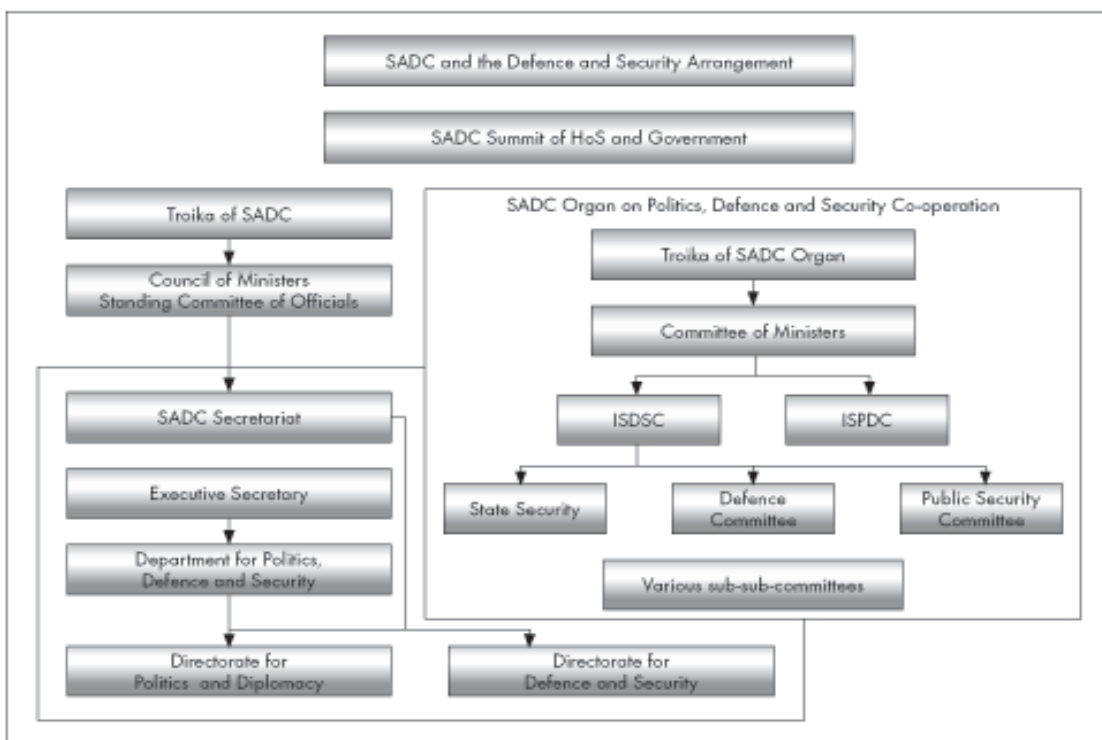 SADC and the Defence and Security Arrangement
SADC Summit of HoS and Government
Troika of SADC
Council of Ministers
Standing Committee of Officials
SADC Secretariat
Executive Secretary
Department for Politics,
Defence and Security
Directorate for
Politics and Diplomacy
Directorate for
Defence and Security
SADC Organ on Politics, Defence and Security Co-operation
Troika of SADC Organ
Committee of Ministers
ISDSC
ISPDC
State Security
Defence
Committee
Public Security
Committee
Various sub-sub-committees